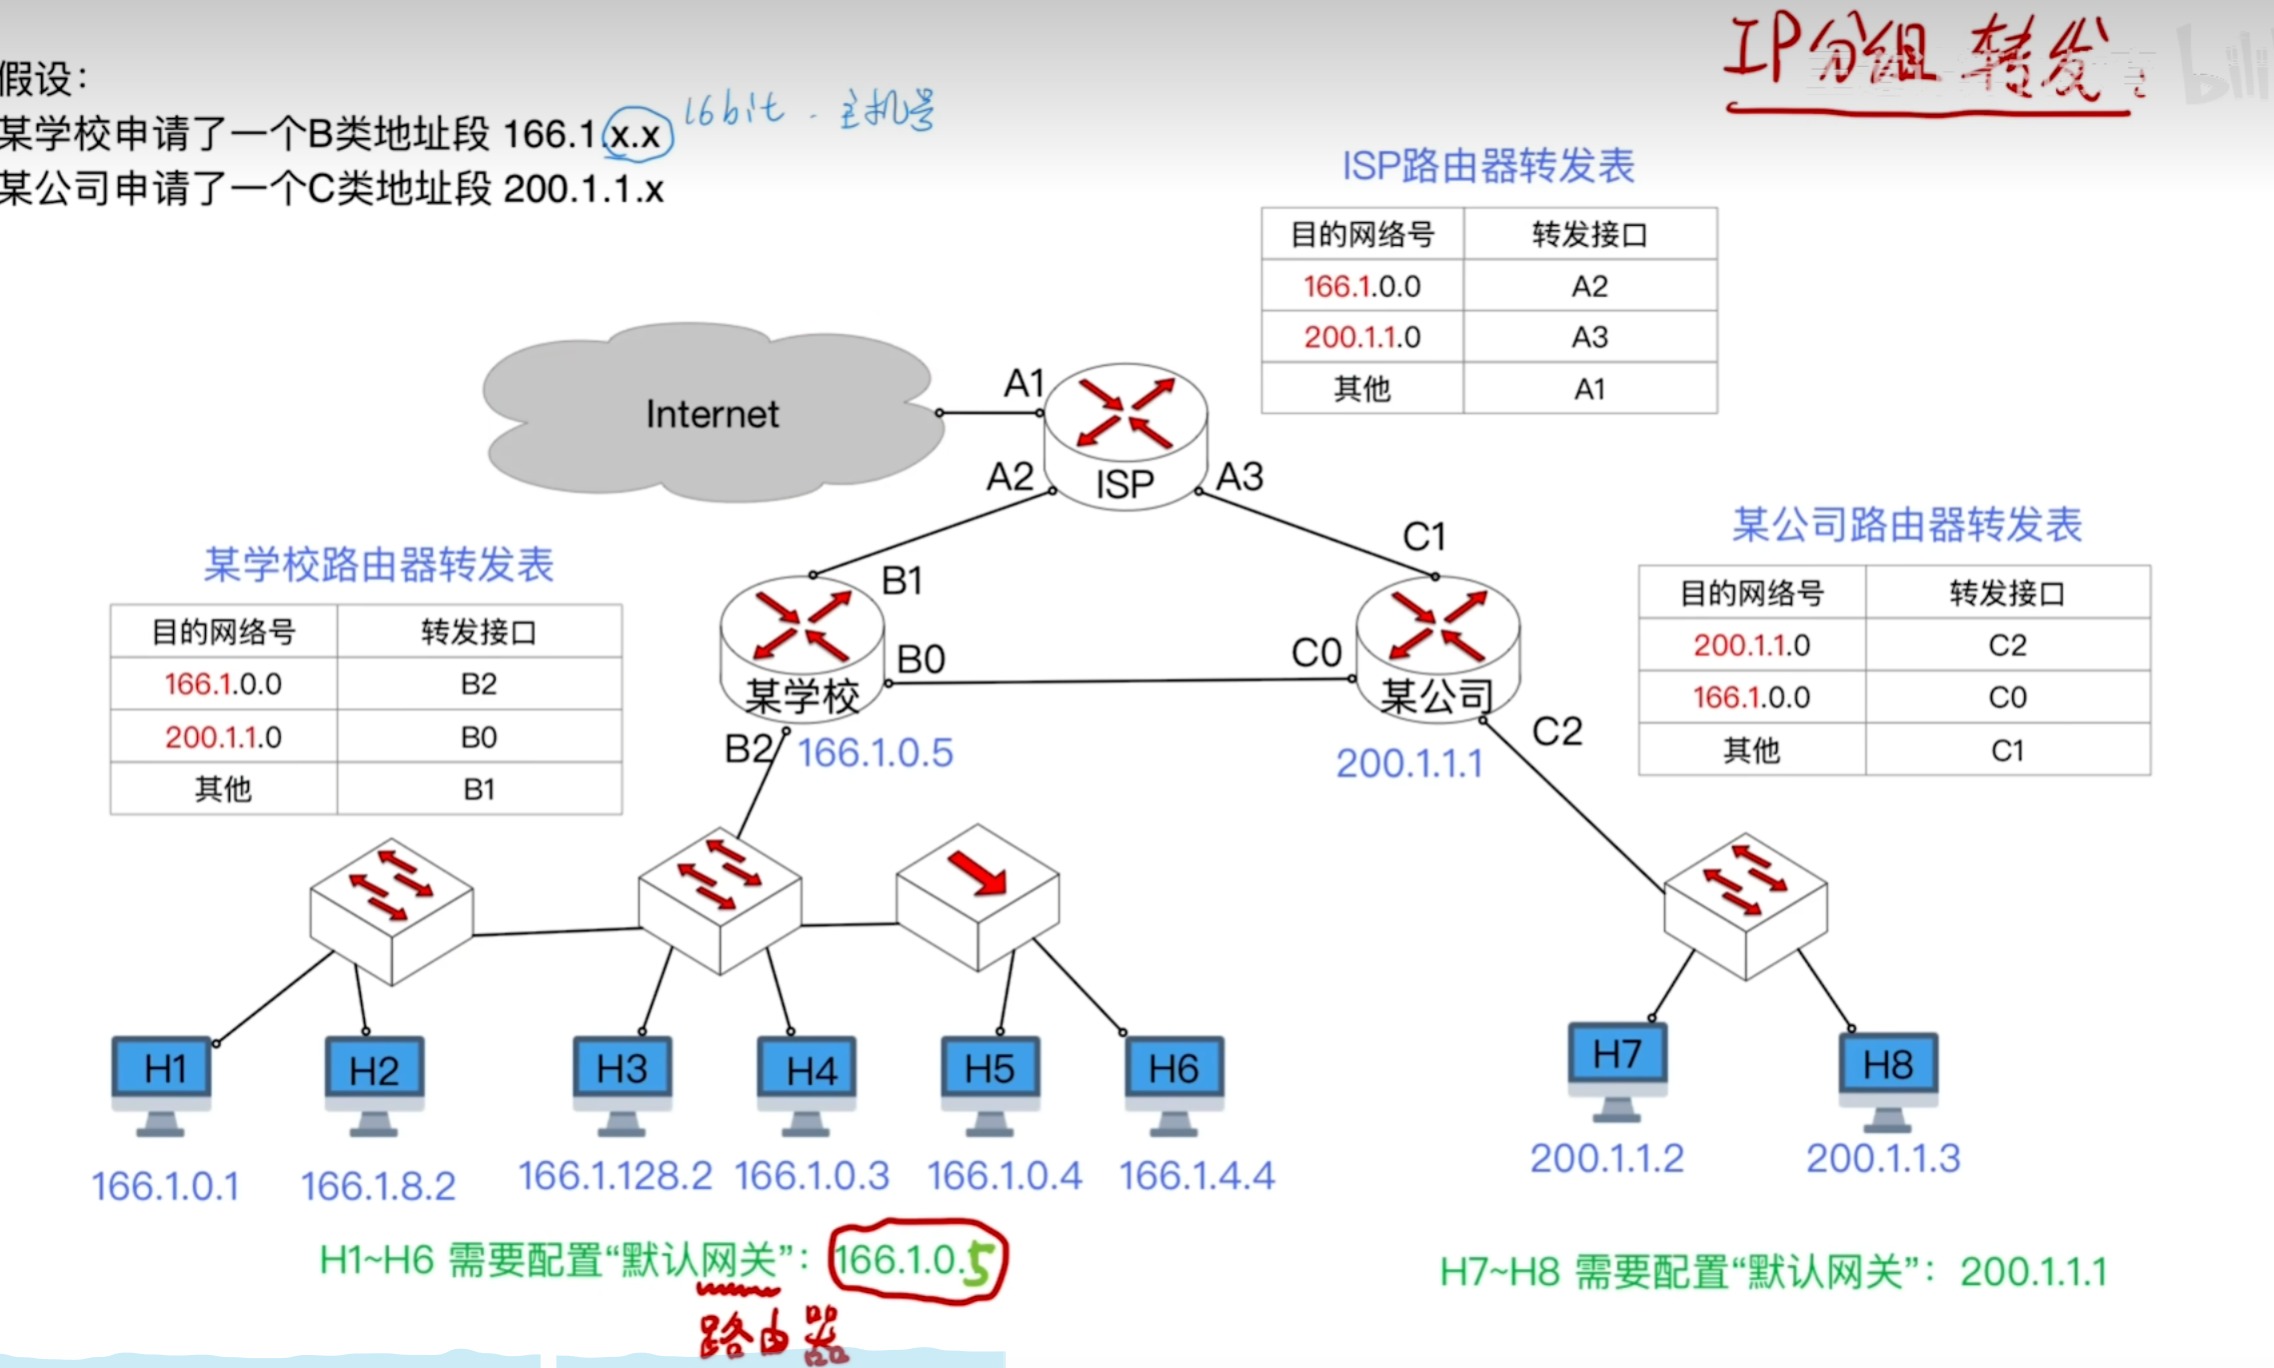 IP分组转发
bili
假设：
某学校申请了一个B类地址段 166.1.x.x
16bit. 主机号
某公司申请了一个C类地址段 200.1.1.x
ISP路由器转发表
目的网络号 转发接口
166.1.0.0 A2
200.1.1.0 A3
其他 A1
Internet
A1
A2
ISP
A3
某学校路由器转发表
目的网络号 转发接口
166.1.0.0 B2
200.1.1.0 B0
其他 B1
B1
B0
某学校
B2
166.1.0.5
C1
C0
某公司
C2
200.1.1.1
某公司路由器转发表
目的网络号 转发接口
200.1.1.0 C2
166.1.0.0 C0
其他 C1
H1
H2
H3
H4
H5
H6
H7
H8
166.1.0.1
166.1.8.2
166.1.128.2
166.1.0.3
166.1.0.4
166.1.4.4
200.1.1.2
200.1.1.3
H1~H6 需要配置“默认网关”：166.1.0.5
路由器
H7~H8 需要配置“默认网关”：200.1.1.1